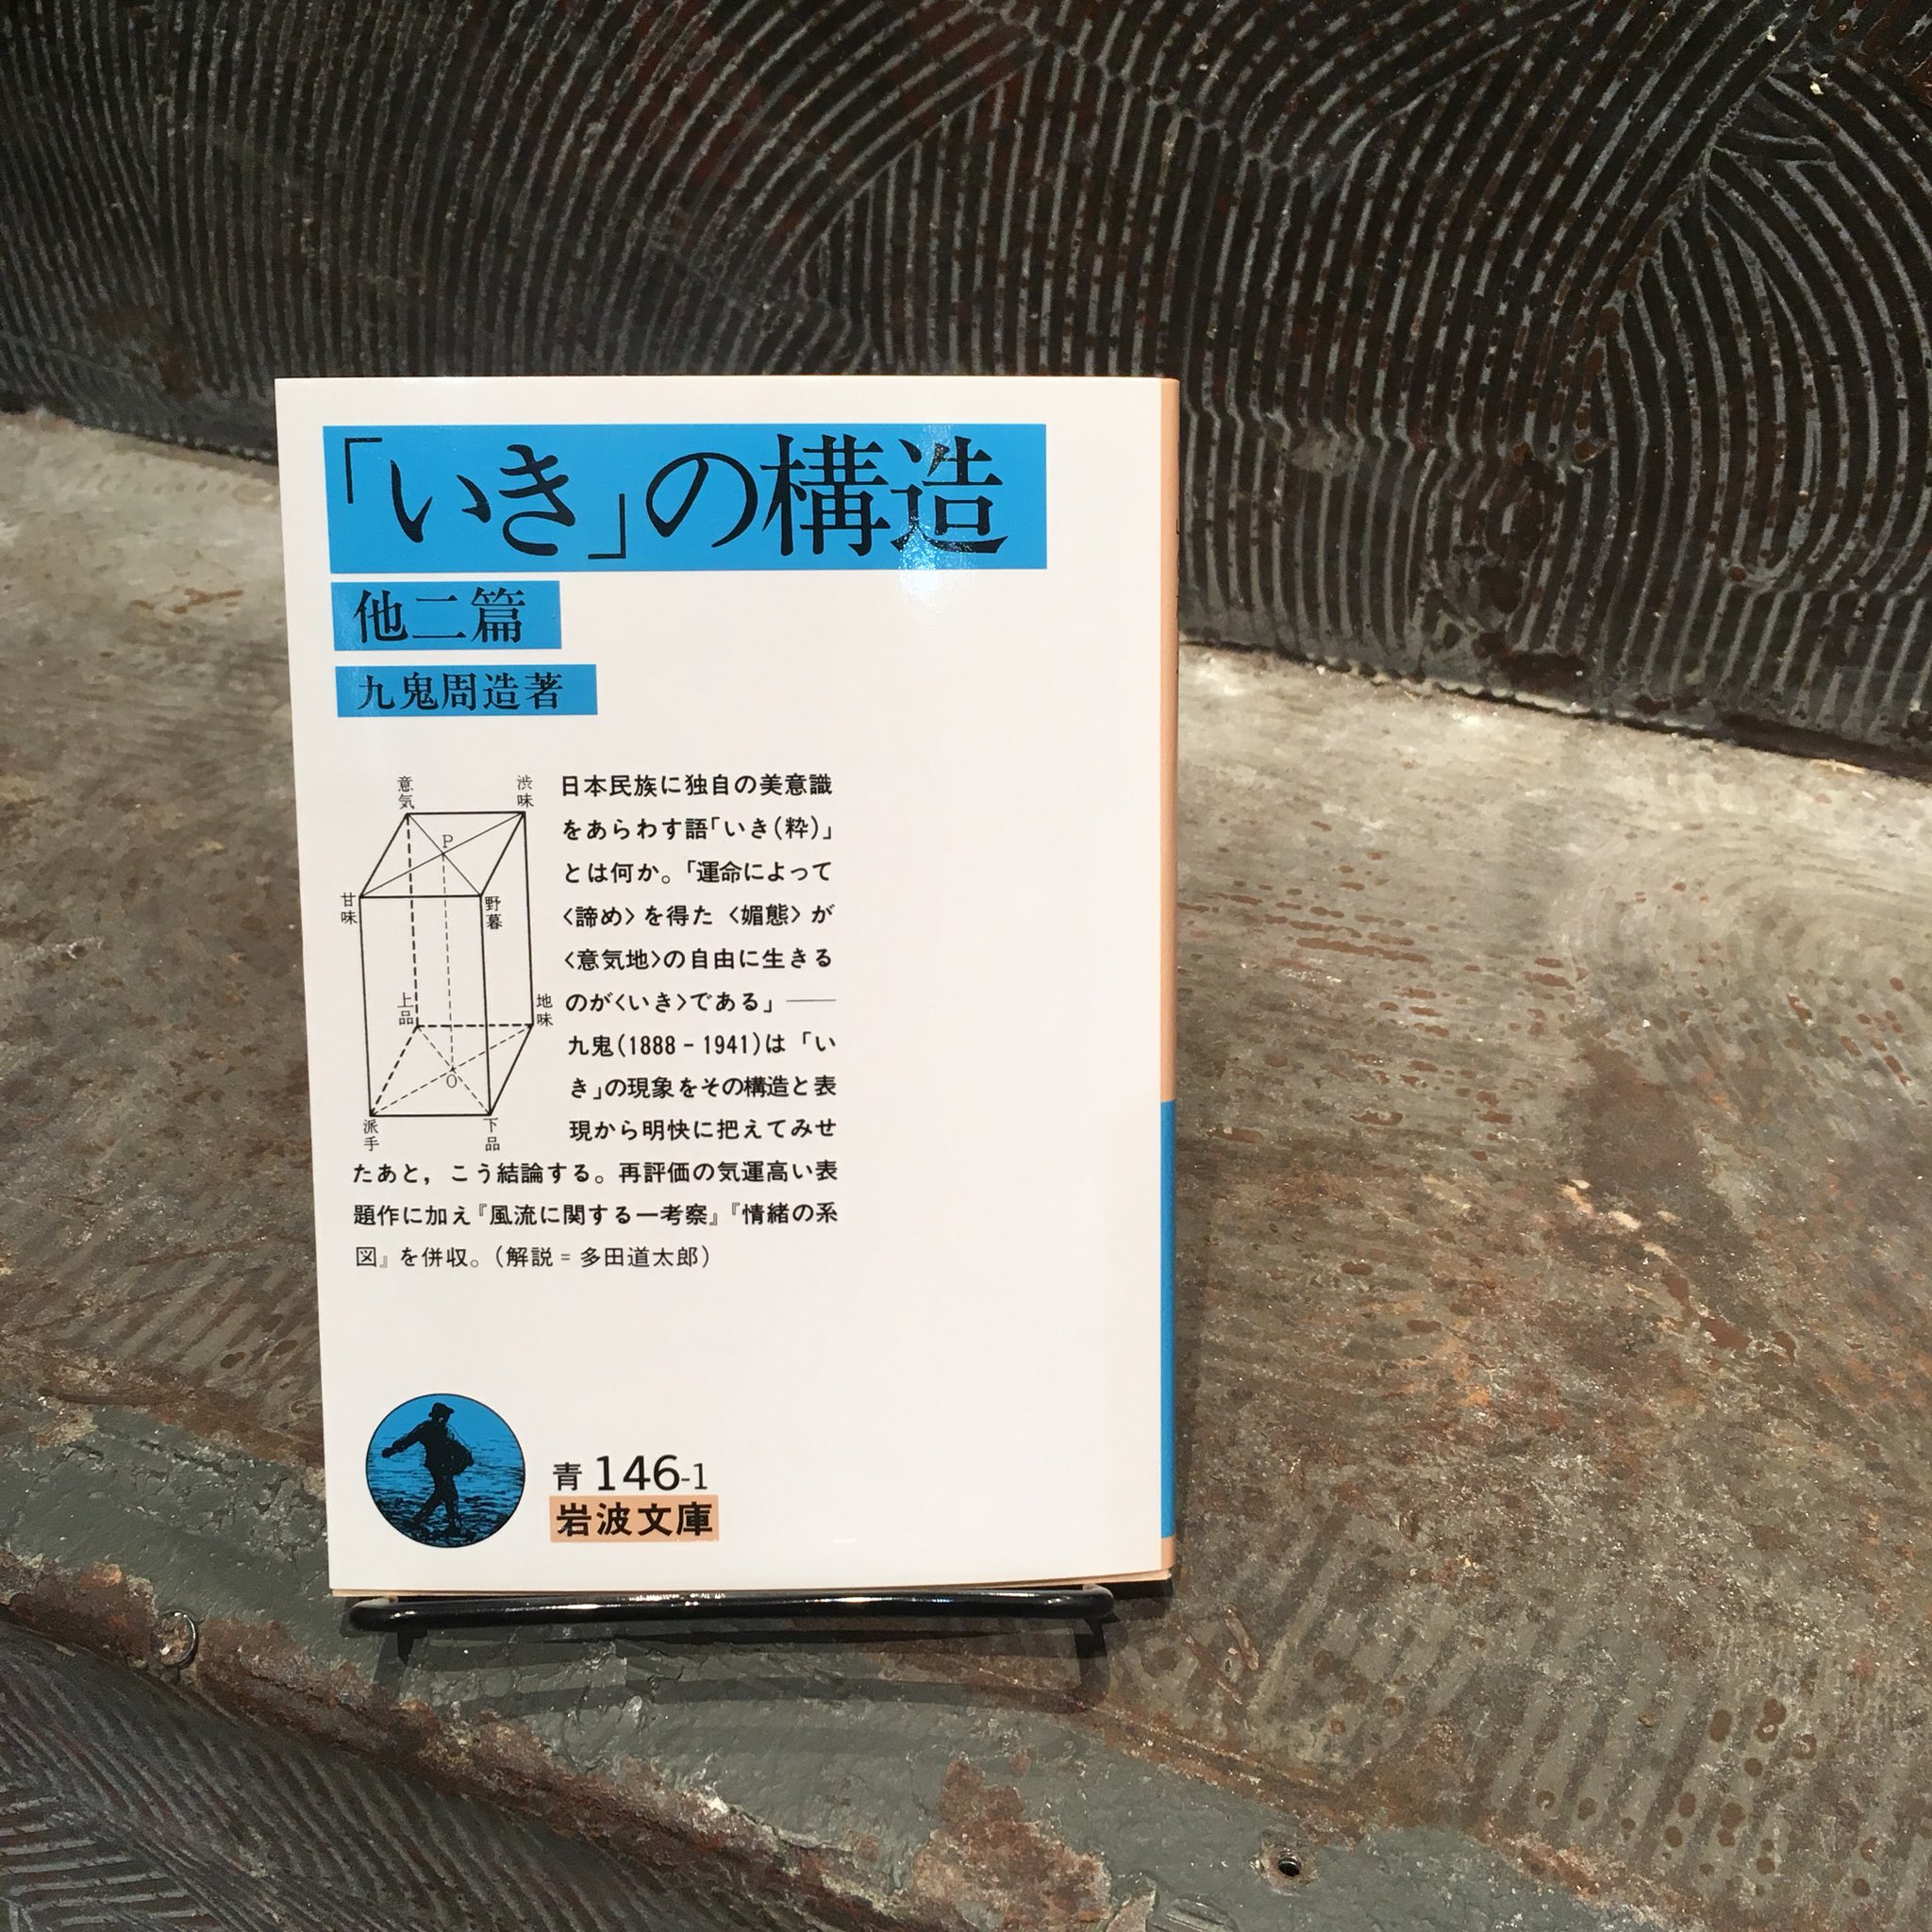 「いき」の構造
他二篇
九鬼周造著
意気
渋味
P
甘味
野暮
上品
地味
O
派手
下品
日本民族に独自の美意識
をあらわす語「いき(粋)」
とは何か。「運命によって
〈諦め〉を得た〈媚態〉が
〈意気地〉の自由に生きる
のが〈いき〉である」――
九鬼(1888-1941)は「い
き」の現象をその構造と表
現から明快に把えてみせ
たあと，こう結論する。再評価の気運高い表
題作に加え『風流に関する一考察』『情緒の系
図』を併収。(解説=多田道太郎)
青 146-1
岩波文庫